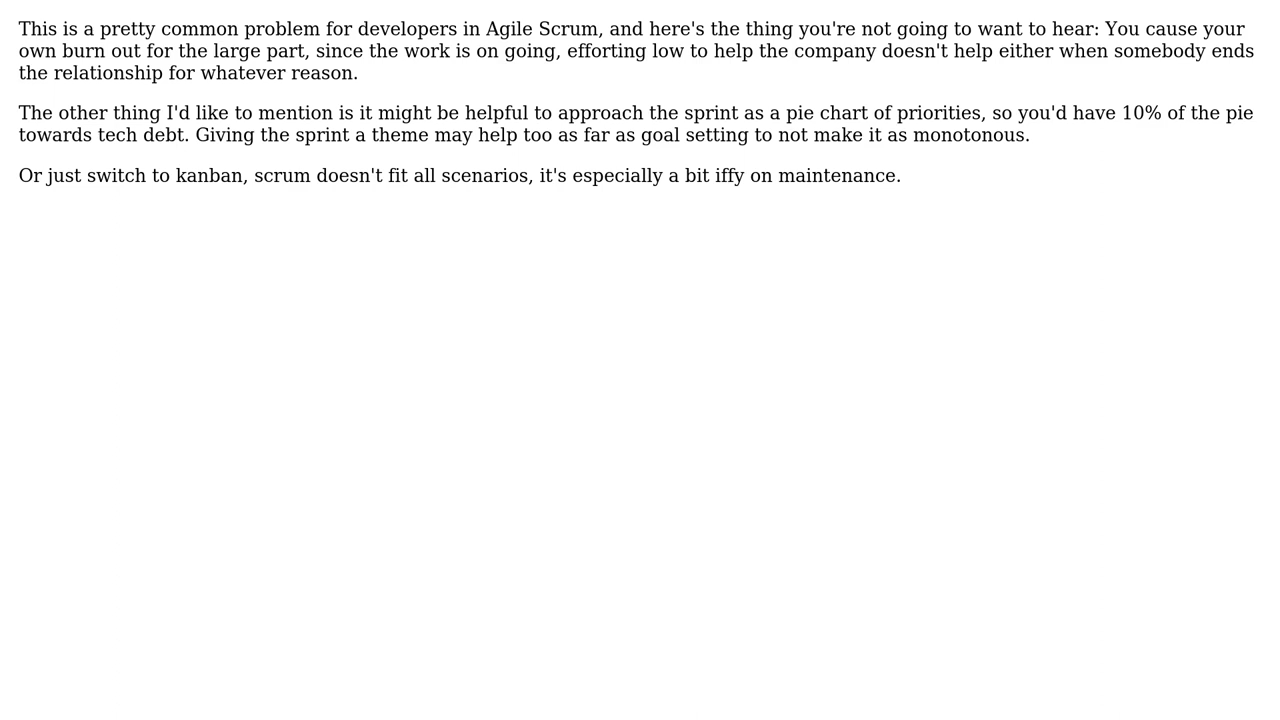 This is a pretty common problem for developers in Agile Scrum, and here's the thing you're not going to want to hear: You cause your
own burn out for the large part, since the work is on going, efforting low to help the company doesn't help either when somebody ends
the relationship for whatever reason.
The other thing I'd like to mention is it might be helpful to approach the sprint as a pie chart of priorities, so you'd have 10% of the pie
towards tech debt. Giving the sprint a theme may help too as far as goal setting to not make it as monotonous.
Or just switch to kanban, scrum doesn't fit all scenarios, it's especially a bit iffy on maintenance.